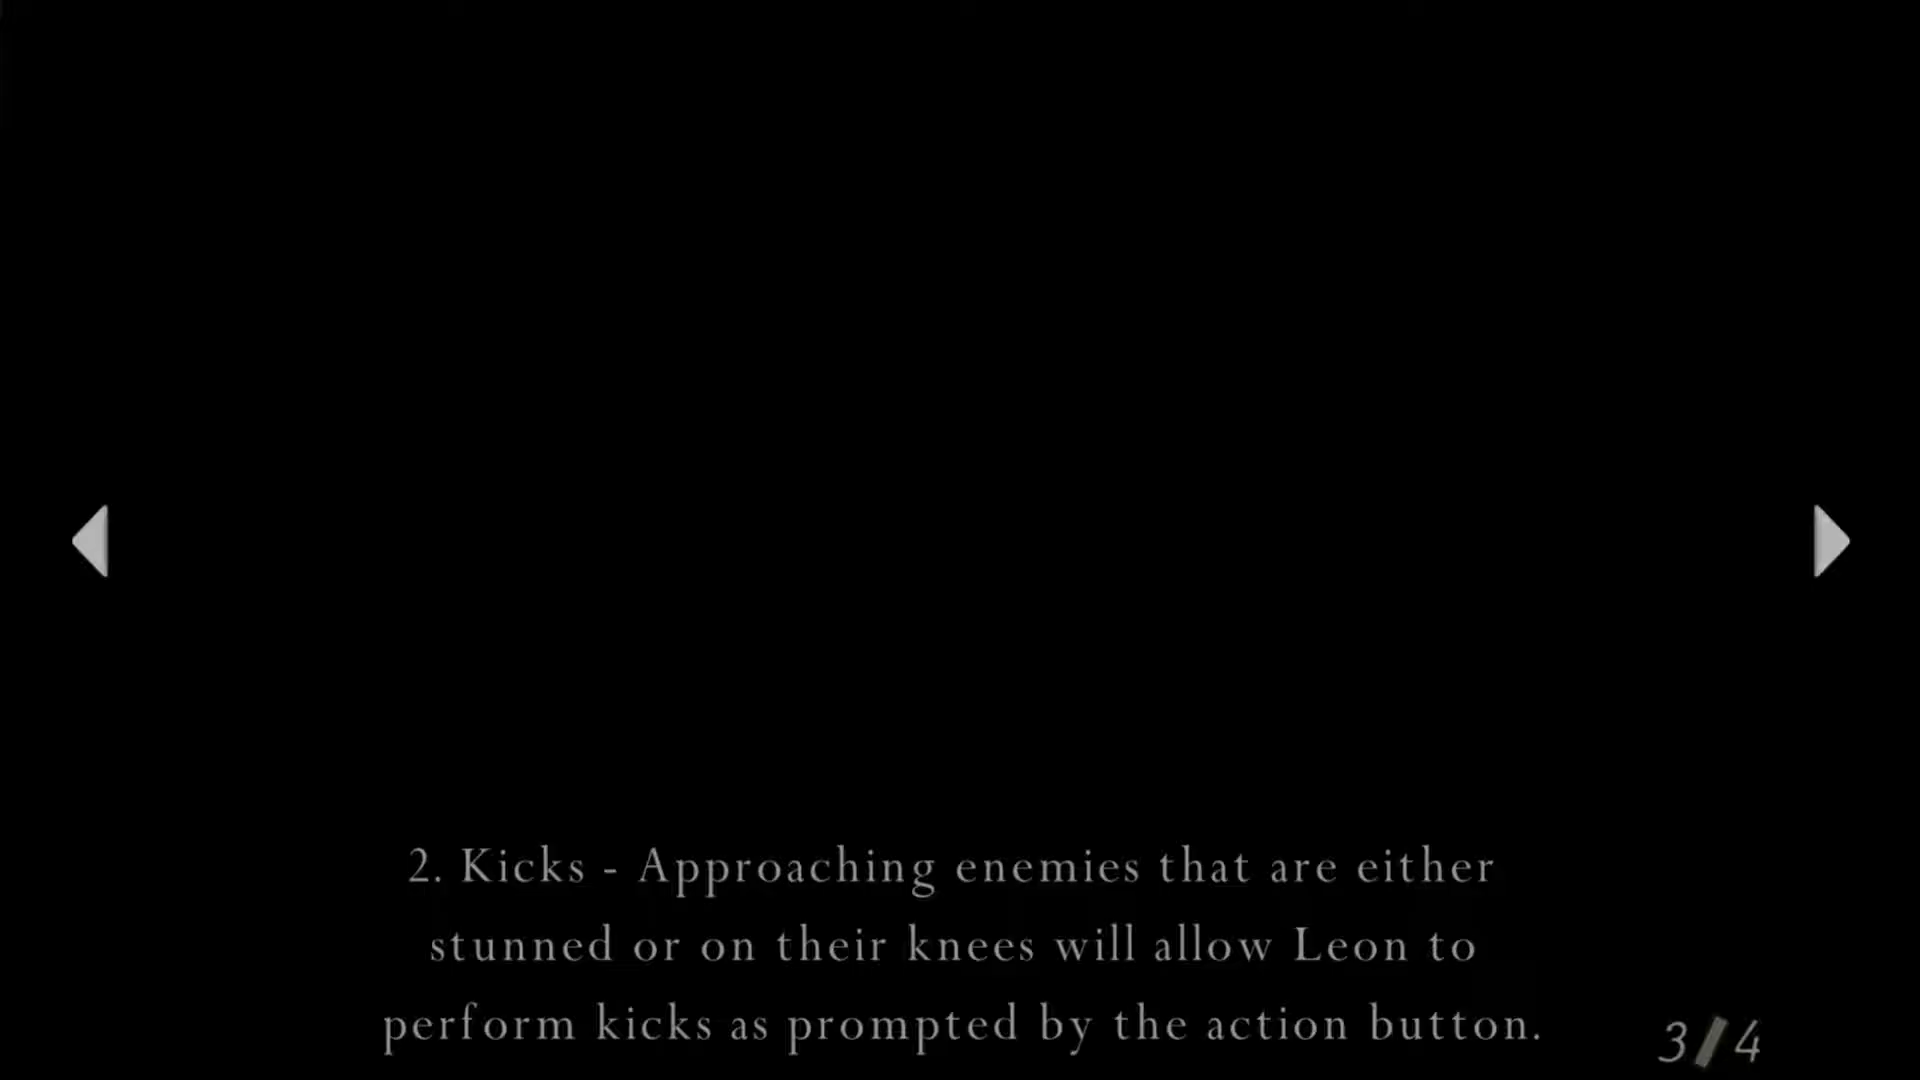 2. Kicks - Approaching enemies that are either
stunned or on their knees will allow Leon to
perform kicks as prompted by the action button.
3/4